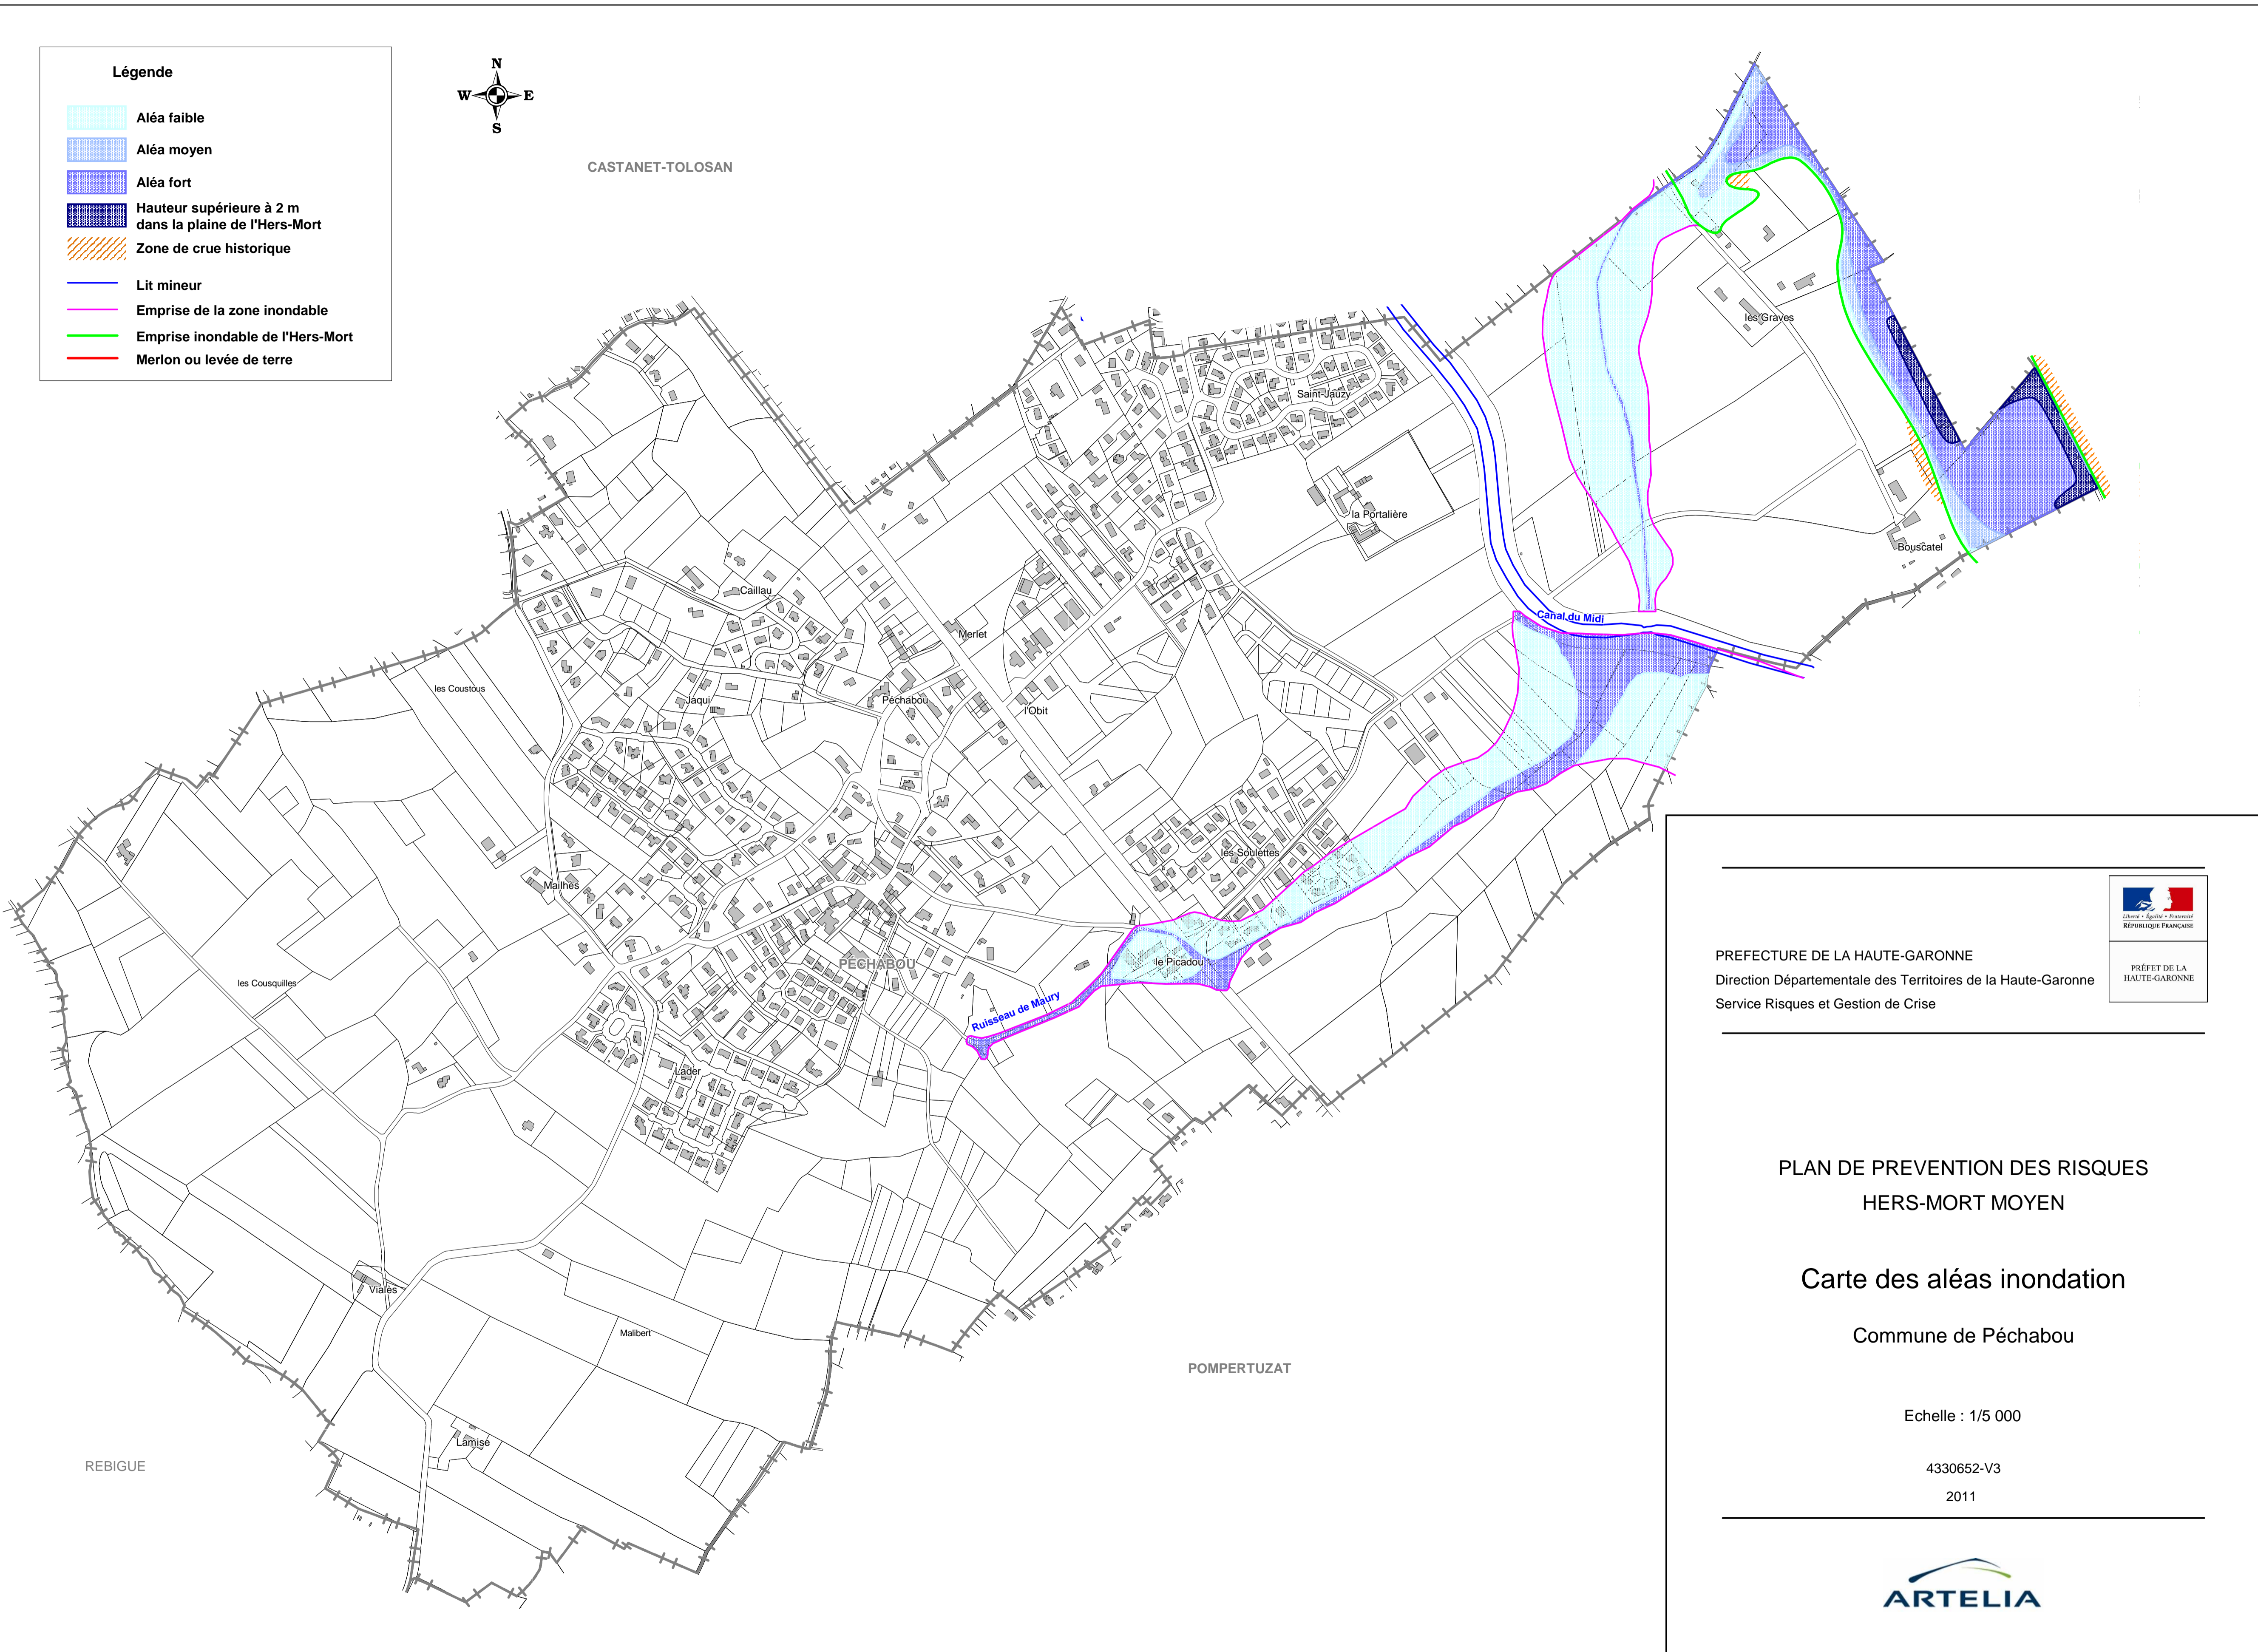 Légende
Aléa faible
Aléa moyen
Aléa fort
Hauteur supérieure à 2 m
dans la plaine de l'Hers-Mort
Zone de crue historique
Lit mineur
Emprise de la zone inondable
Emprise inondable de l'Hers-Mort
Merlon ou levée de terre
N
W
E
S
CASTANET-TOLOSAN
les Graves
Saint-Jauzy
la Portalière
Bouscatel
Caillau
Canal du Midi
Merlet
les Coustous
Jaqui
Péchabou
l'Obit
les Soulettes
Mailhes
le Picadou
PECHABOU
les Cousquilles
Ruisseau de Maury
Lader
Viales
Malibert
POMPERTUZAT
Lamise
REBIGUE
Liberté • Égalité • Fraternité
RÉPUBLIQUE FRANÇAISE
PRÉFET DE LA
HAUTE-GARONNE
PREFECTURE DE LA HAUTE-GARONNE
Direction Départementale des Territoires de la Haute-Garonne
Service Risques et Gestion de Crise
PLAN DE PREVENTION DES RISQUES
HERS-MORT MOYEN
Carte des aléas inondation
Commune de Péchabou
Echelle : 1/5 000
4330652-V3
2011
ARTELIA